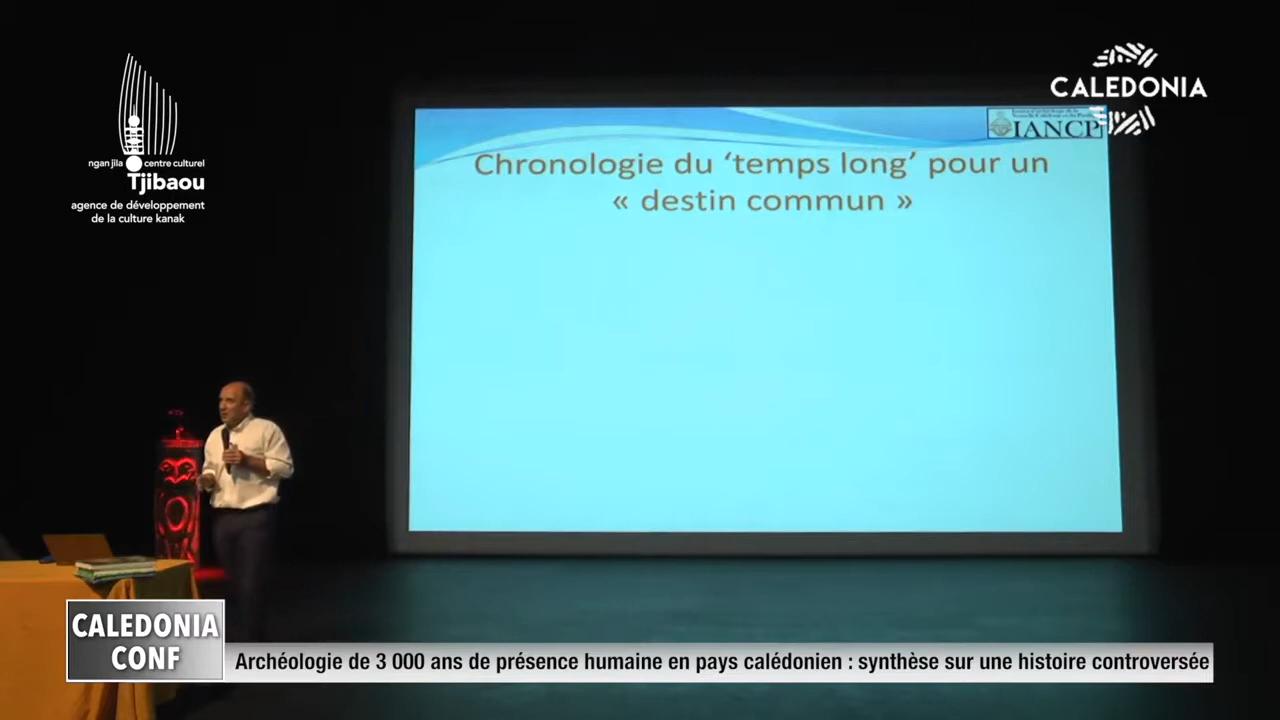 ngan jila centre culturel
Tjibaou
agence de développement
de la culture kanak
CALEDONIA
IANCP
Chronologie du ‘temps long’ pour un
« destin commun »
CALEDONIA
CONF
Archéologie de 3 000 ans de présence humaine en pays calédonien : synthèse sur une histoire controversée